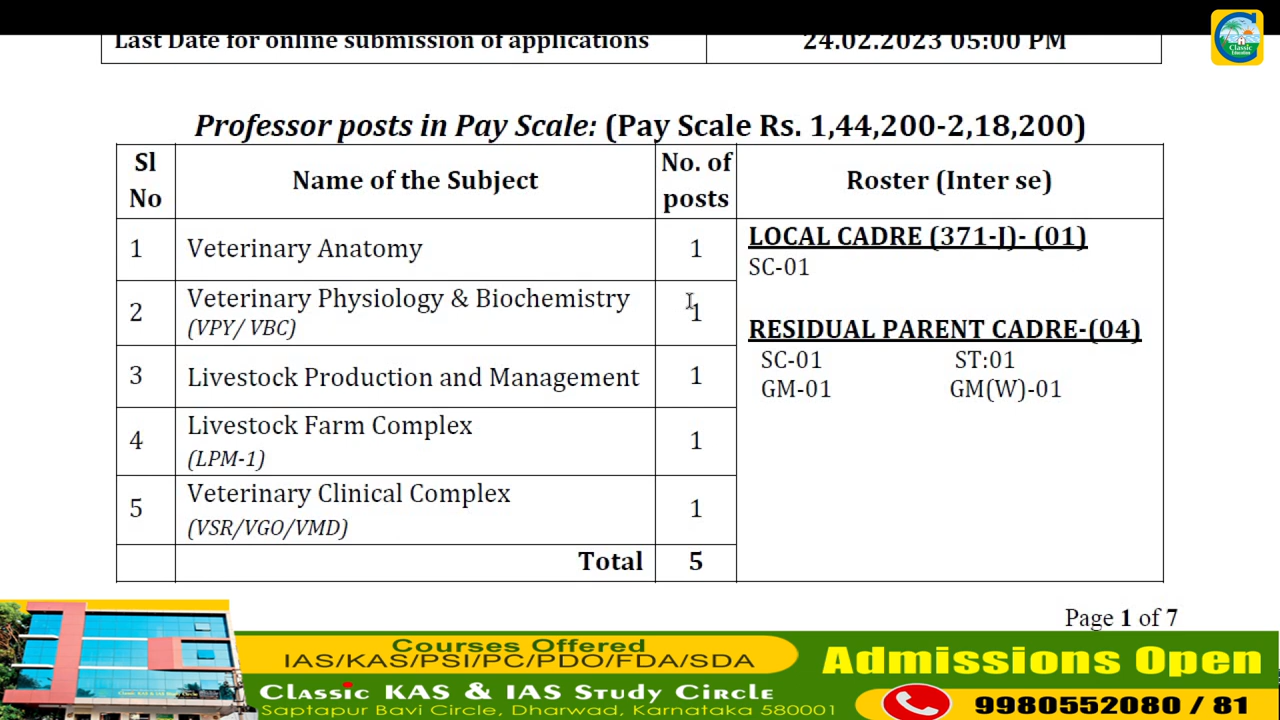 Classic
Education
Last Date for online submission of applications 24.02.2023 05:00 PM
Professor posts in Pay Scale: (Pay Scale Rs. 1,44,200-2,18,200)
Sl No Name of the Subject No. of posts Roster (Inter se)
1 Veterinary Anatomy 1
2 Veterinary Physiology & Biochemistry 1
(VPY/ VBC)
3 Livestock Production and Management 1
4 Livestock Farm Complex 1
(LPM-1)
5 Veterinary Clinical Complex 1
(VSR/VGO/VMD)
Total 5
LOCAL CADRE (371-J)- (01)
SC-01
RESIDUAL PARENT CADRE-(04)
SC-01 ST:01
GM-01 GM(W)-01
Page 1 of 7
Courses Offered
IAS/KAS/PSI/PC/PDO/FDA/SDA
Classic KAS & IAS Study Circle
Saptapur Bavi Circle, Dharwad, Karnataka 580001
Admissions Open
9980552080 / 81